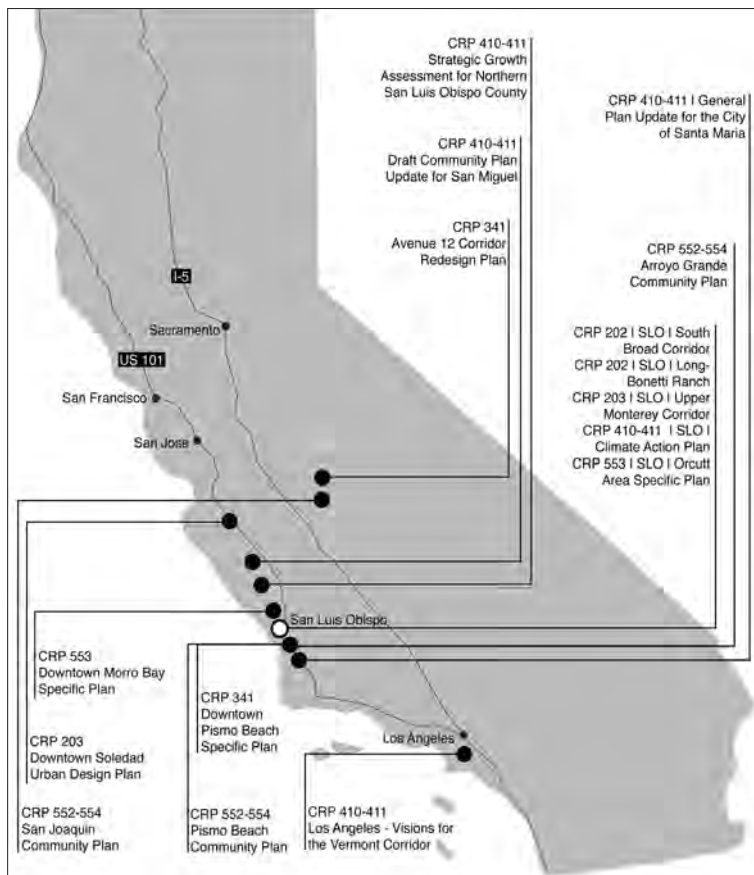 CRP 410-411
Strategic Growth
Assessment for Northern
San Luis Obispo County
CRP 410-411 I General
Plan Update for the City
of Santa Maria
CRP 410-411
Draft Community Plan
Update for San Miguel
CRP 341
Avenue 12 Corridor
Redesign Plan
CRP 552-554
Arroyo Grande
Community Plan
I-5
Sacramento
US 101
San Francisco
San Jose
CRP 202 I SLO I South
Broad Corridor
CRP 202 I SLO I Long-
Bonetti Ranch
CRP 203 I SLO I Upper
Monterey Corridor
CRP 410-411 I SLO I
Climate Action Plan
CRP 553 I SLO I Orcutt
Area Specific Plan
San Luis Obispo
CRP 553
Downtown Morro Bay
Specific Plan
CRP 341
Downtown
Pismo Beach
Specific Plan
Los Angeles
CRP 203
Downtown Soledad
Urban Design Plan
CRP 552-554
San Joaquin
Community Plan
CRP 552-554
Pismo Beach
Community Plan
CRP 410-411
Los Angeles - Visions for
the Vermont Corridor